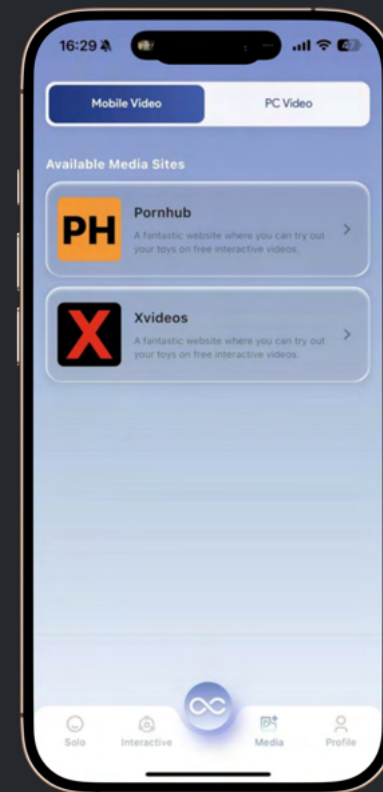 16:29
Mobile Video
PC Video
Available Media Sites
PH
Pornhub
A fantastic website where you can try out
your toys on free interactive videos.
X
Xvideos
A fantastic website where you can try out
your toys on free interactive videos.
Solo
Interactive
Media
Profile